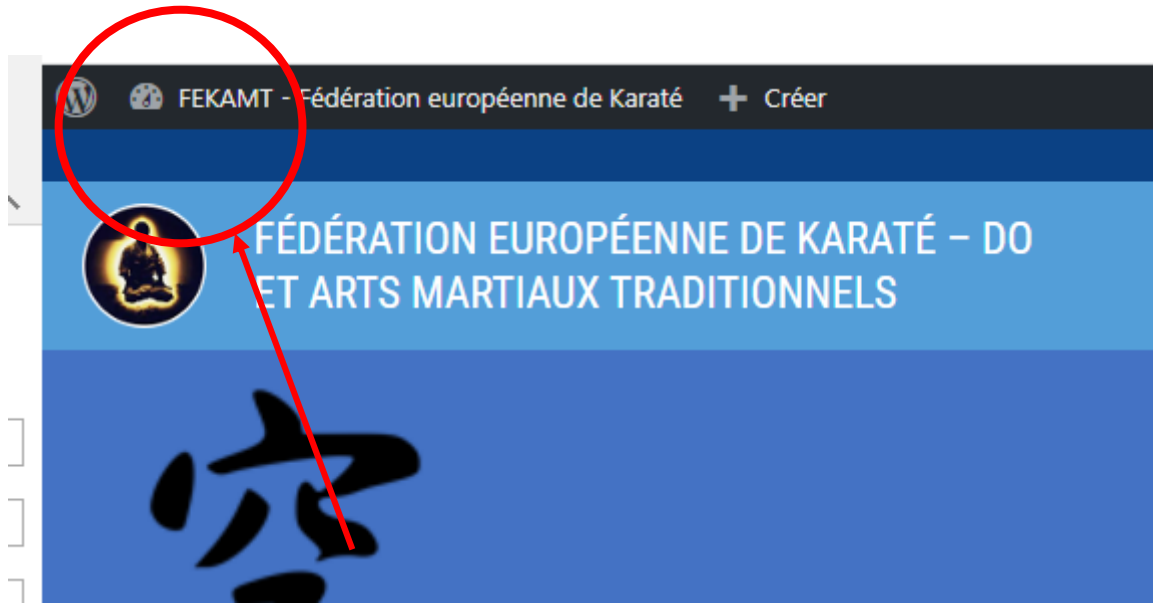 FEKAMT - Fédération européenne de Karaté + Créer
FÉDÉRATION EUROPÉENNE DE KARATÉ – DO
ET ARTS MARTIAUX TRADITIONNELS
空